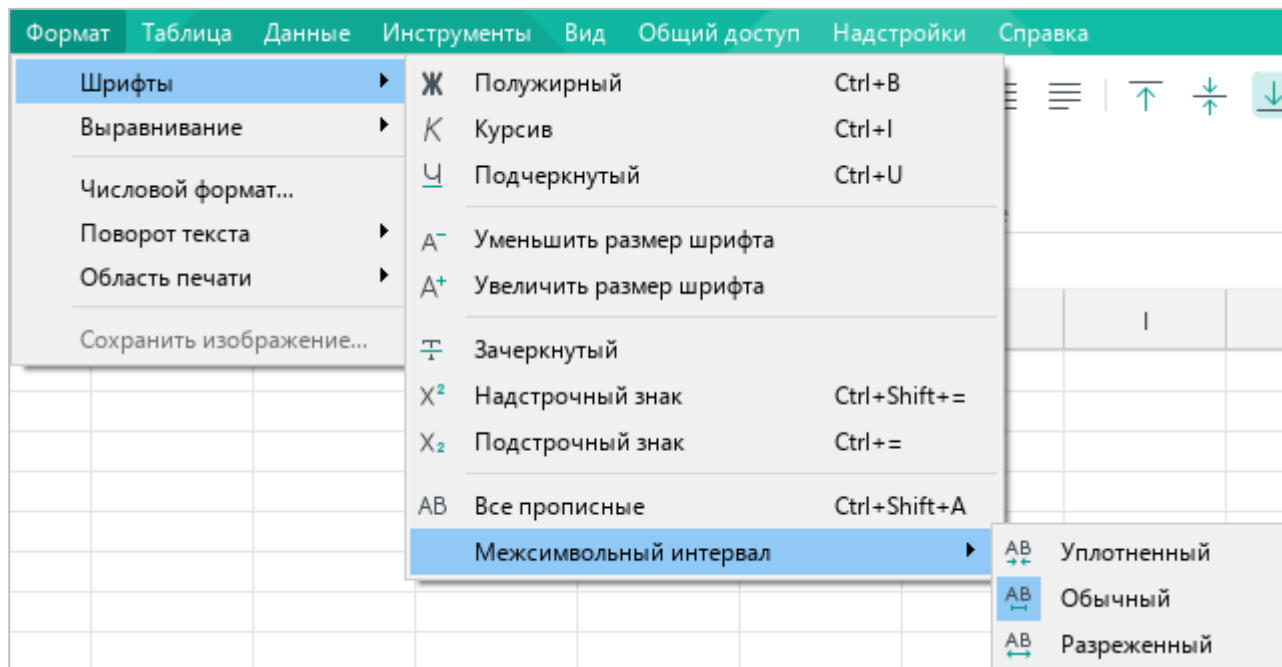 Формат Таблица Данные Инструменты Вид Общий доступ Надстройки Справка
Шрифты
Выравнивание
Числовой формат...
Поворот текста
Область печати
Сохранить изображение...
Ж Полужирный Ctrl+B
К Курсив Ctrl+I
Ч Подчеркнутый Ctrl+U
A⁻ Уменьшить размер шрифта
A⁺ Увеличить размер шрифта
Т Зачеркнутый
X² Надстрочный знак Ctrl+Shift+=
X₂ Подстрочный знак Ctrl+=
AB Все прописные Ctrl+Shift+A
Межсимвольный интервал
AB Уплотненный
AB Обычный
AB Разреженный
I